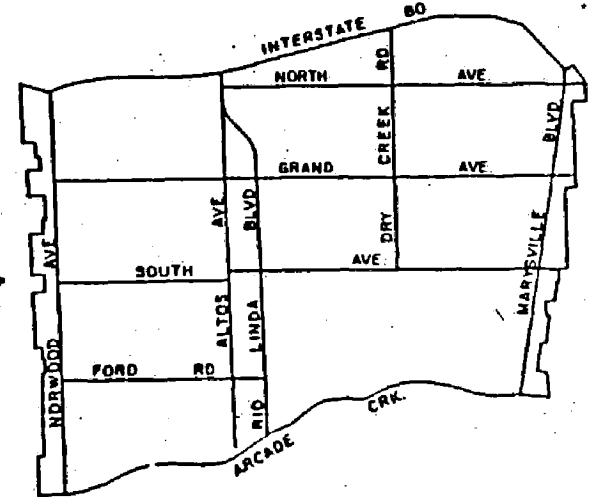 INTERSTATE 80
NORTH AVE
DRY CREEK RD
MARYSVILLE BLVD
GRAND AVE
ALTOS AVE
RIO LINDA BLVD
SOUTH AVE
NORWOOD AVE
FORD RD
ARCADE CRK.